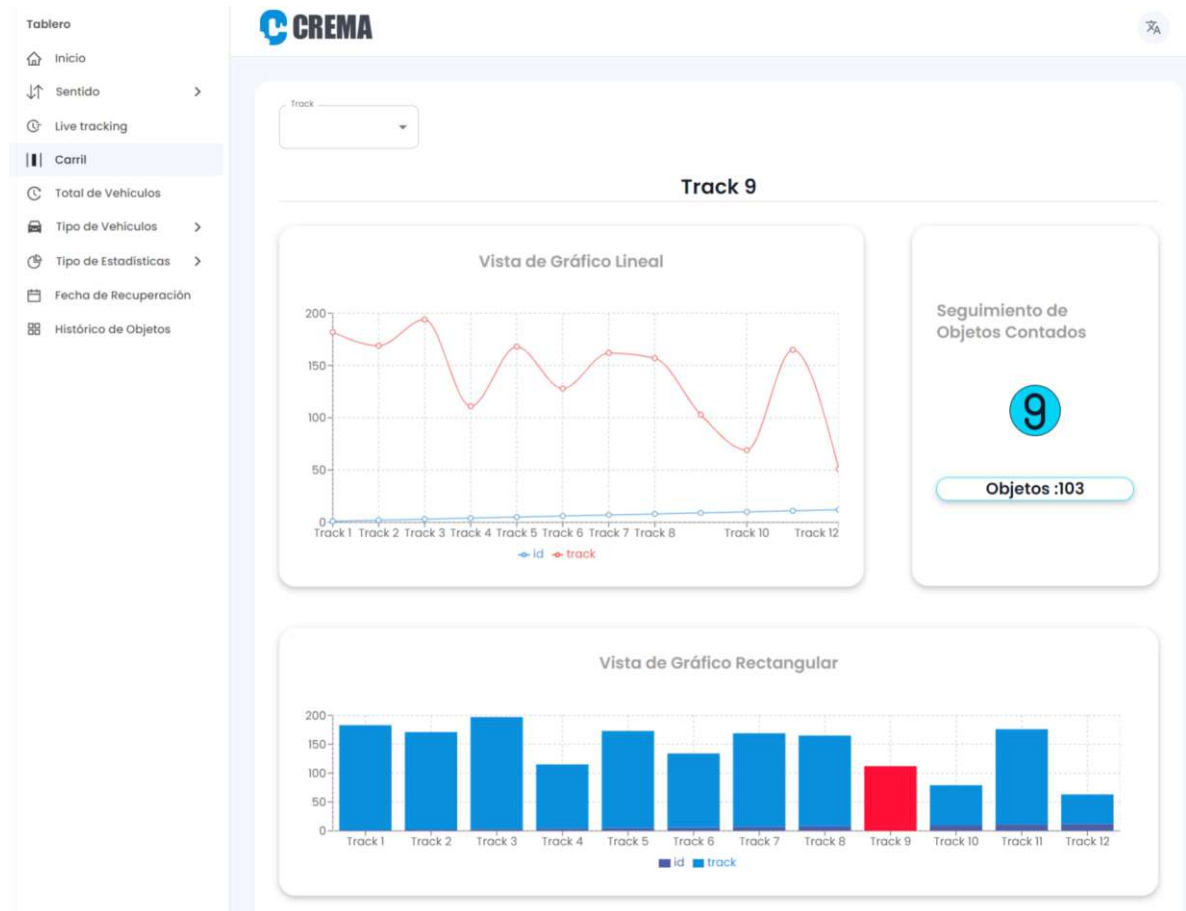 Tablero
Inicio
Sentido
Live tracking
Carril
Total de Vehículos
Tipo de Vehículos
Tipo de Estadísticas
Fecha de Recuperación
Histórico de Objetos
CREMA
Track
Track 9
Vista de Gráfico Lineal
200
150
100
50
0
Track 1 Track 2 Track 3 Track 4 Track 5 Track 6 Track 7 Track 8 Track 10 Track 12
id track
Seguimiento de
Objetos Contados
9
Objetos :103
Vista de Gráfico Rectangular
200
150
100
50
0
Track 1 Track 2 Track 3 Track 4 Track 5 Track 6 Track 7 Track 8 Track 9 Track 10 Track 11 Track 12
id track